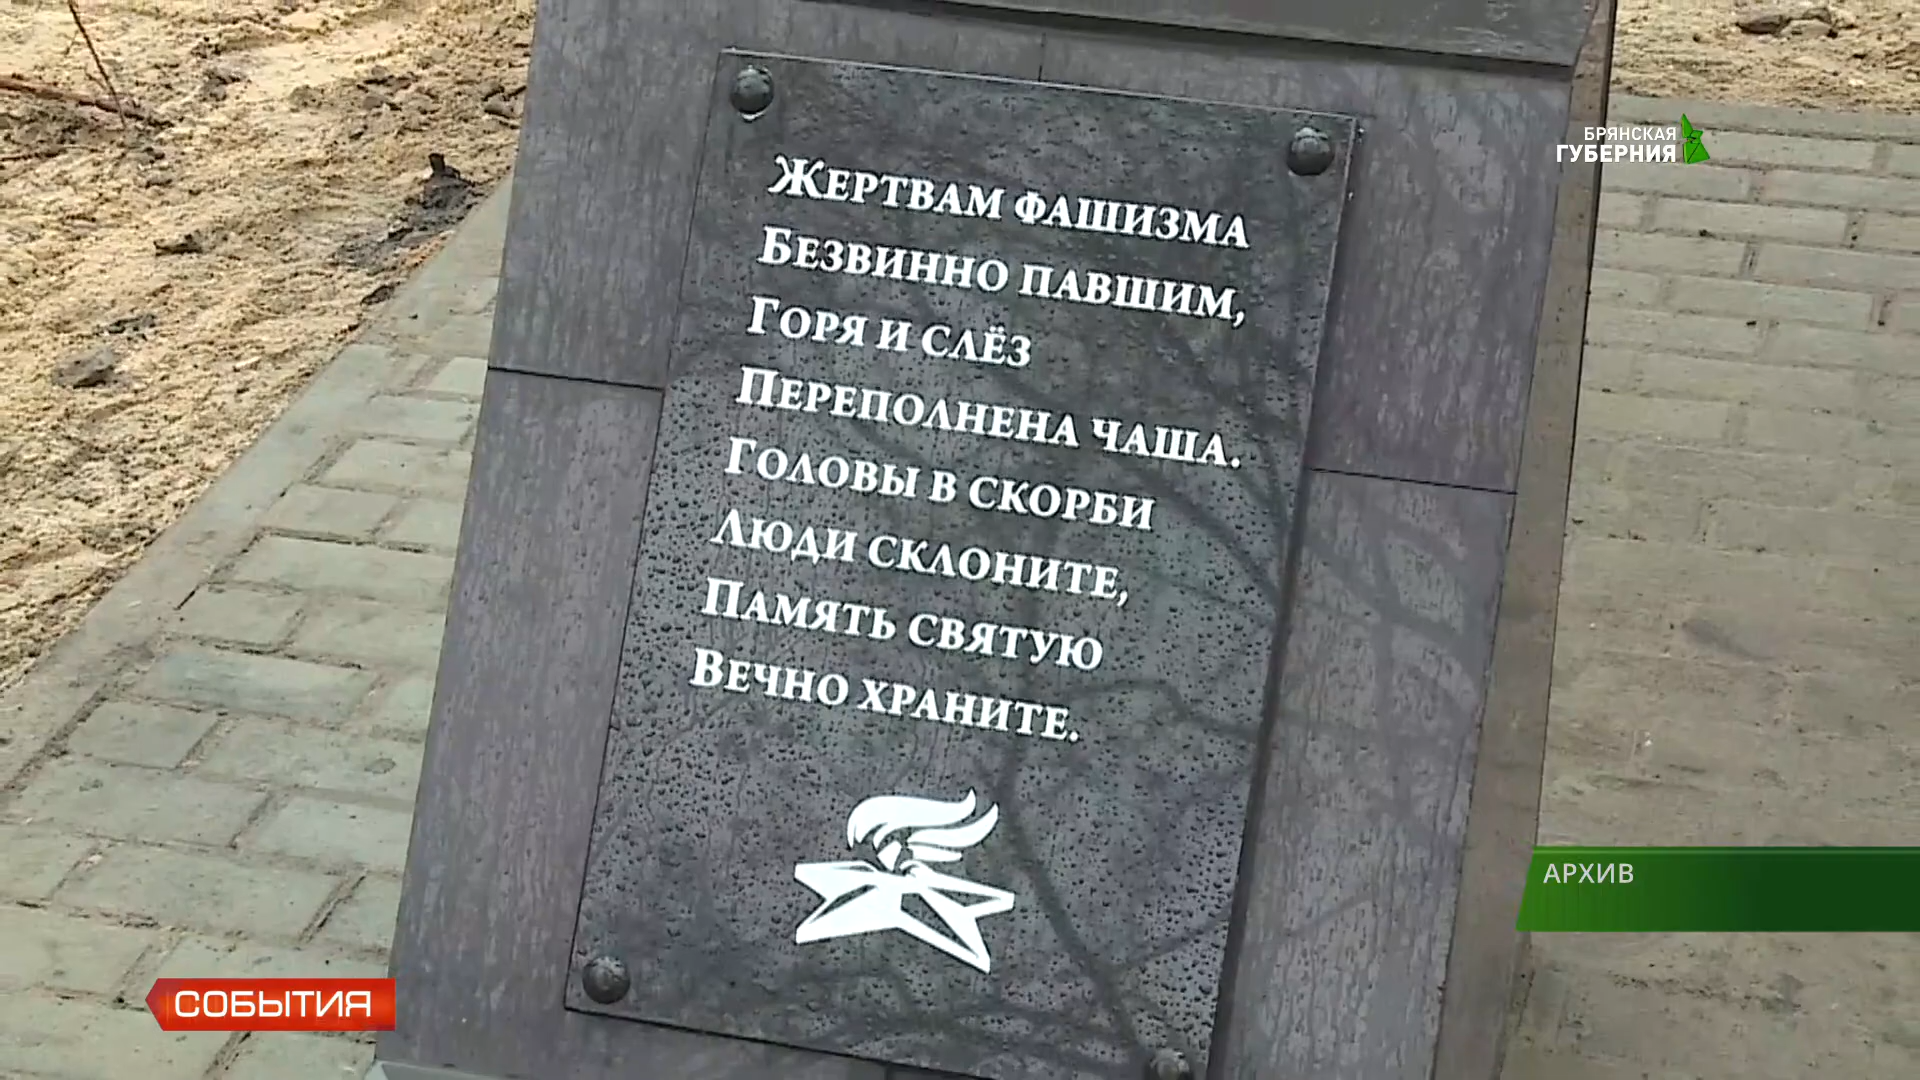 БРЯНСКАЯ
ГУБЕРНИЯ
Жертвам фашизма
Безвинно павшим,
Горя и слёз
Переполнена чаша.
Головы в скорби
Люди склоните,
Память святую
Вечно храните.
АРХИВ
СОБЫТИЯ